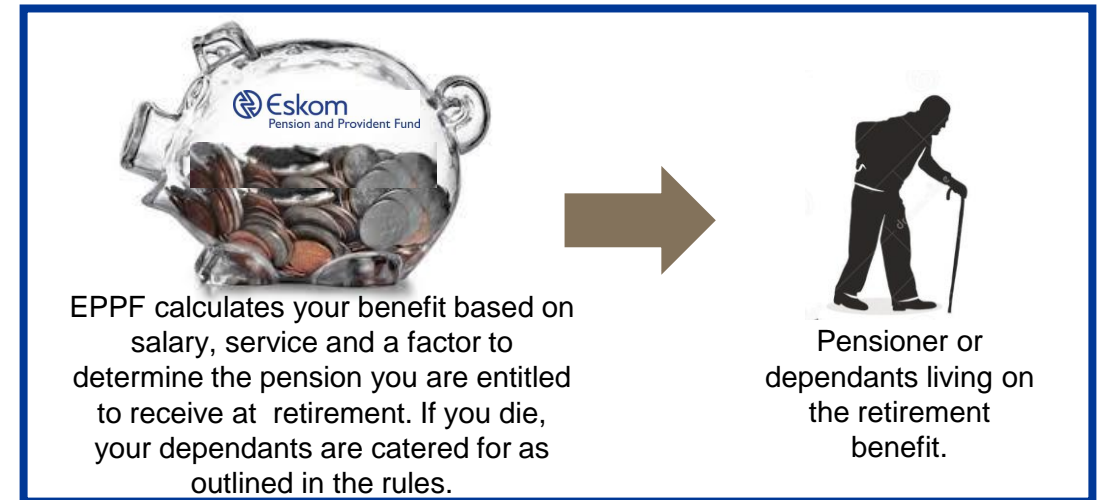 Eskom
Pension and Provident Fund
EPPF calculates your benefit based on
salary, service and a factor to
determine the pension you are entitled
to receive at retirement. If you die,
your dependants are catered for as
outlined in the rules.
Pensioner or
dependants living on
the retirement
benefit.